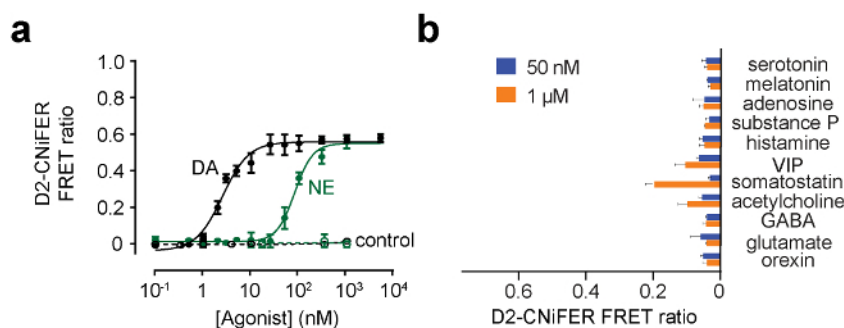 a
D2-CNiFER
FRET ratio
1.0
0.8
0.6
0.4
0.2
0
DA
NE
control
10⁻¹ 1 10 10² 10³ 10⁴
[Agonist] (nM)
b
50 nM
1 µM
serotonin
melatonin
adenosine
substance P
histamine
VIP
somatostatin
acetylcholine
GABA
glutamate
orexin
0.6 0.4 0.2 0
D2-CNiFER FRET ratio